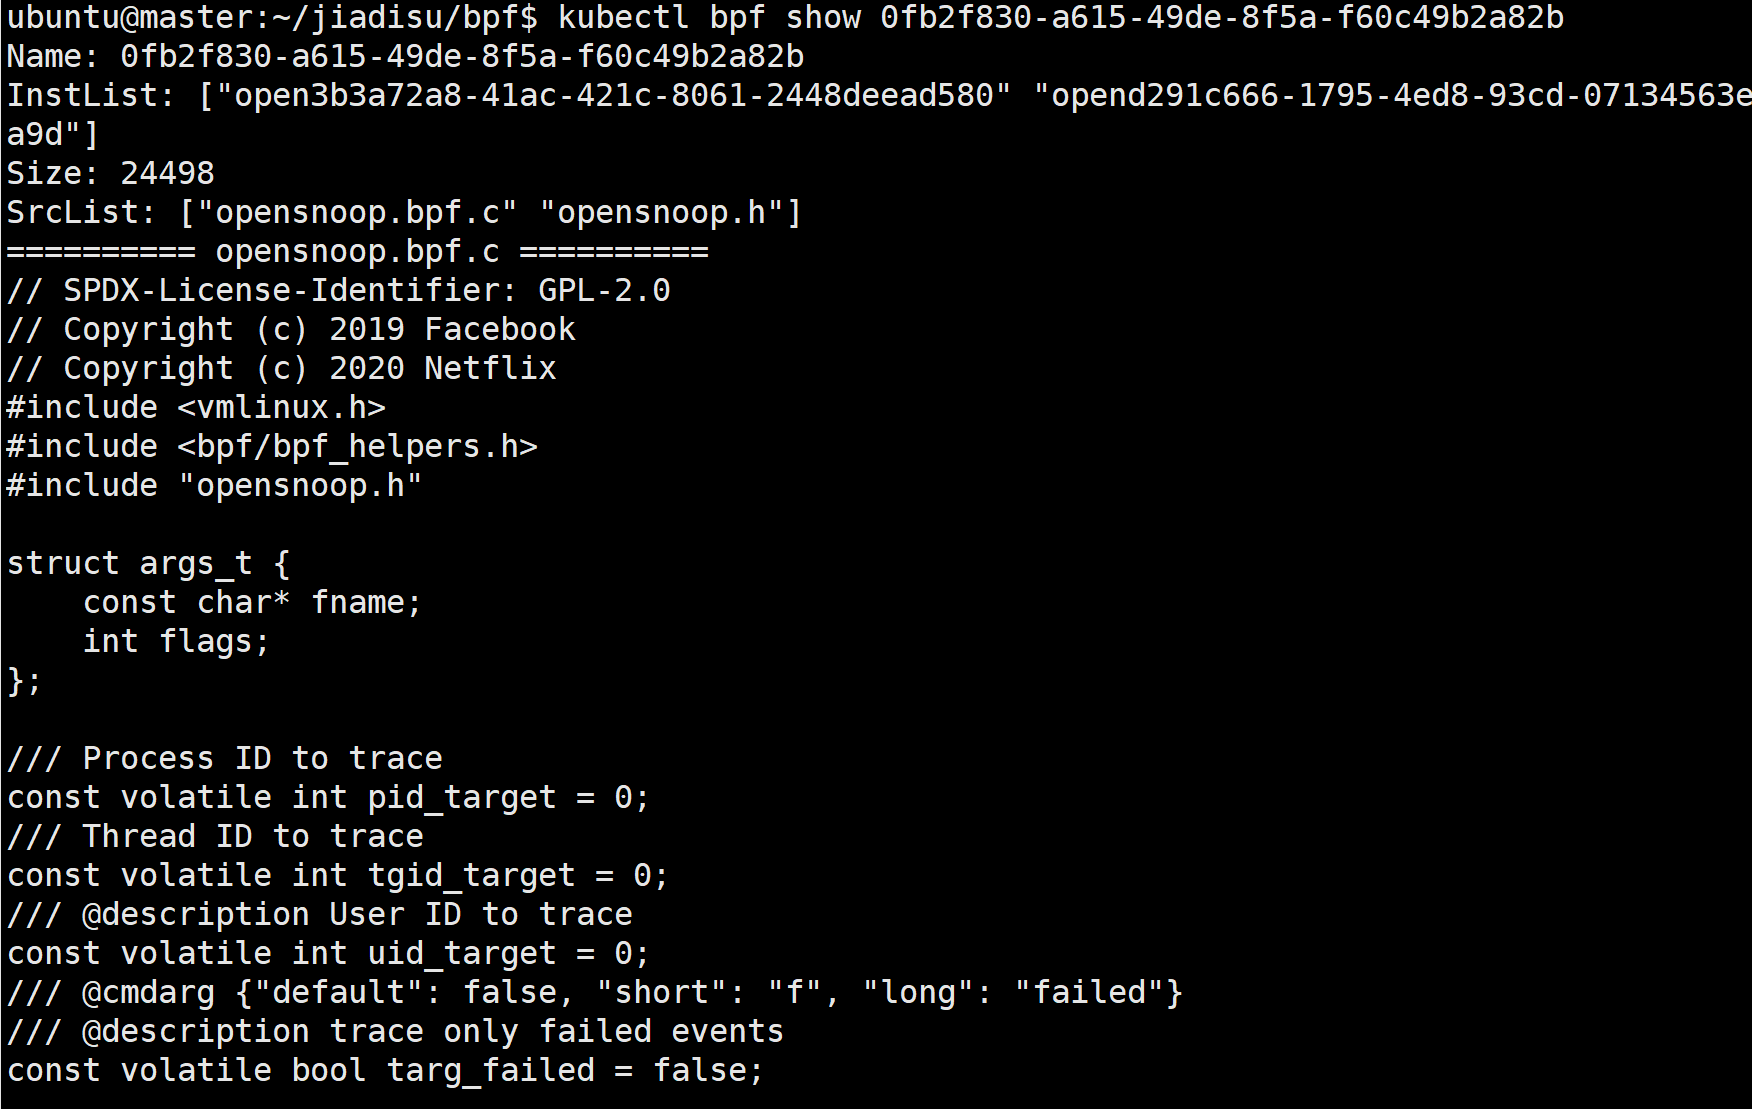 ubuntu@master:~/jiadisu/bpf$ kubectl bpf show 0fb2f830-a615-49de-8f5a-f60c49b2a82b
Name: 0fb2f830-a615-49de-8f5a-f60c49b2a82b
InstList: ["open3b3a72a8-41ac-421c-8061-2448deead580" "opend291c666-1795-4ed8-93cd-07134563e
a9d"]
Size: 24498
SrcList: ["opensnoop.bpf.c" "opensnoop.h"]
========== opensnoop.bpf.c ==========
// SPDX-License-Identifier: GPL-2.0
// Copyright (c) 2019 Facebook
// Copyright (c) 2020 Netflix
#include <vmlinux.h>
#include <bpf/bpf_helpers.h>
#include "opensnoop.h"

struct args_t {
    const char* fname;
    int flags;
};

/// Process ID to trace
const volatile int pid_target = 0;
/// Thread ID to trace
const volatile int tgid_target = 0;
/// @description User ID to trace
const volatile int uid_target = 0;
/// @cmdarg {"default": false, "short": "f", "long": "failed"}
/// @description trace only failed events
const volatile bool targ_failed = false;